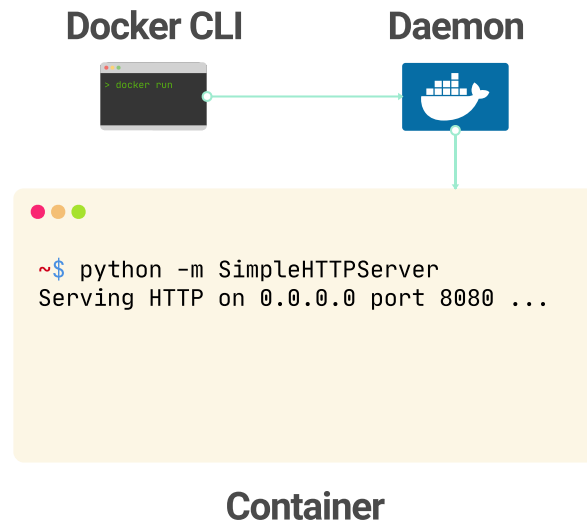 Docker CLI
Daemon
> docker run
~$ python -m SimpleHTTPServer
Serving HTTP on 0.0.0.0 port 8080 ...
Container